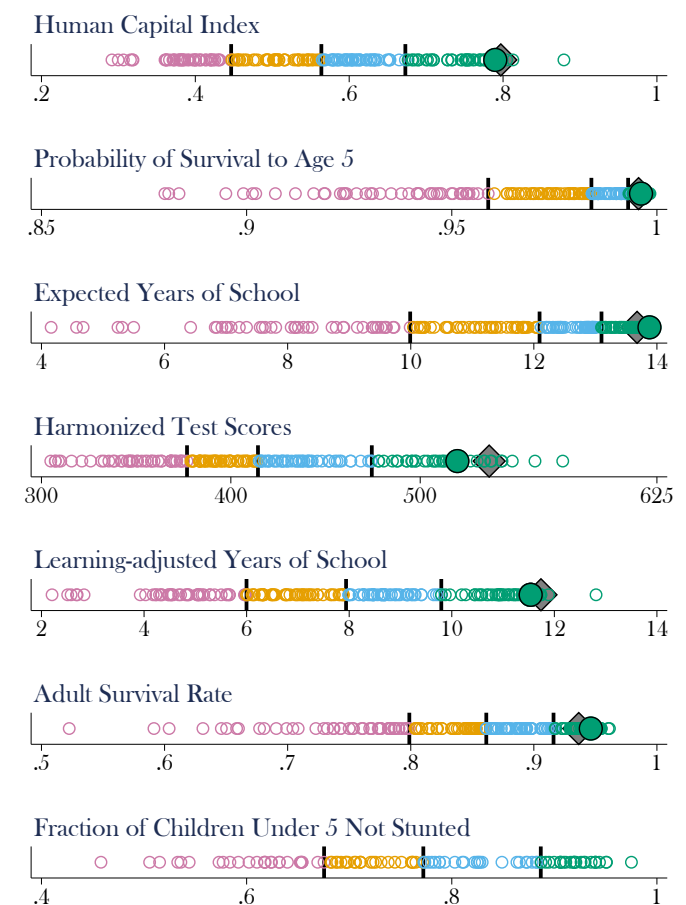 Human Capital Index
.2 .4 .6 .8 1
Probability of Survival to Age 5
.85 .9 .95 1
Expected Years of School
4 6 8 10 12 14
Harmonized Test Scores
300 400 500 625
Learning-adjusted Years of School
2 4 6 8 10 12 14
Adult Survival Rate
.5 .6 .7 .8 .9 1
Fraction of Children Under 5 Not Stunted
.4 .6 .8 1